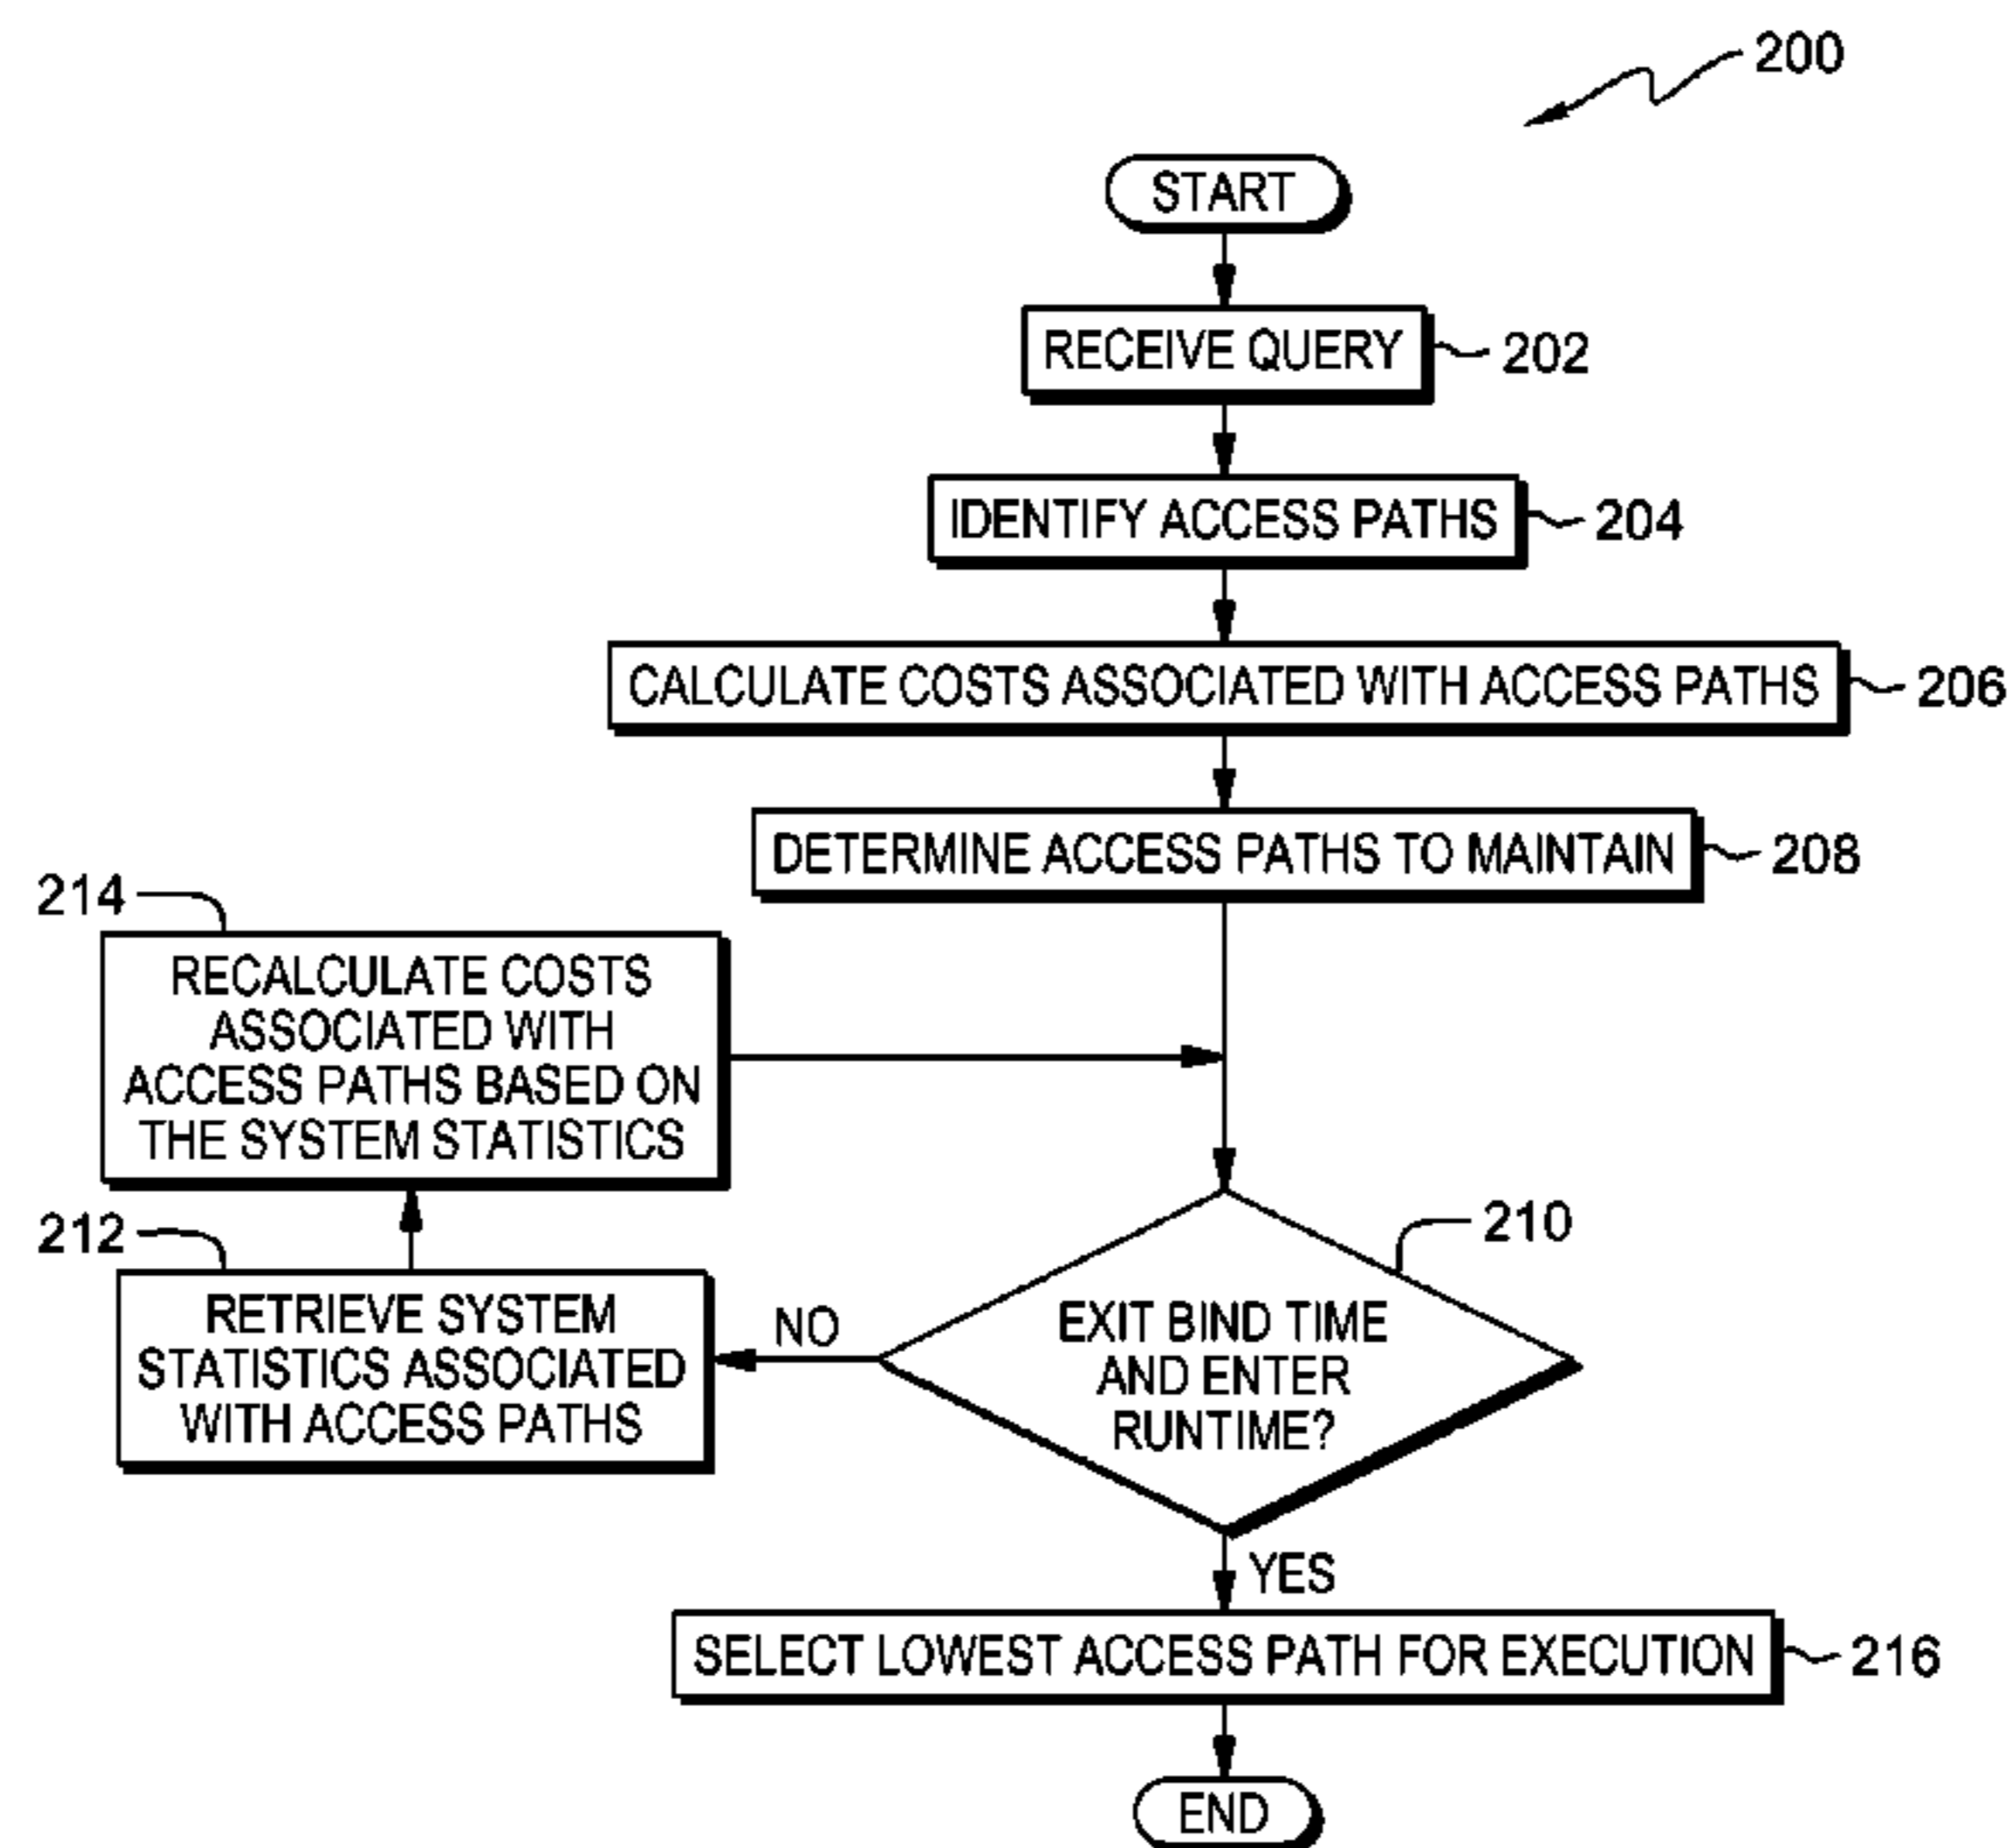 200
START
RECEIVE QUERY
202
IDENTIFY ACCESS PATHS
204
CALCULATE COSTS ASSOCIATED WITH ACCESS PATHS
206
DETERMINE ACCESS PATHS TO MAINTAIN
208
214
RECALCULATE COSTS
ASSOCIATED WITH
ACCESS PATHS BASED ON
THE SYSTEM STATISTICS
212
RETRIEVE SYSTEM
STATISTICS ASSOCIATED
WITH ACCESS PATHS
NO
210
EXIT BIND TIME
AND ENTER
RUNTIME?
YES
SELECT LOWEST ACCESS PATH FOR EXECUTION
216
END